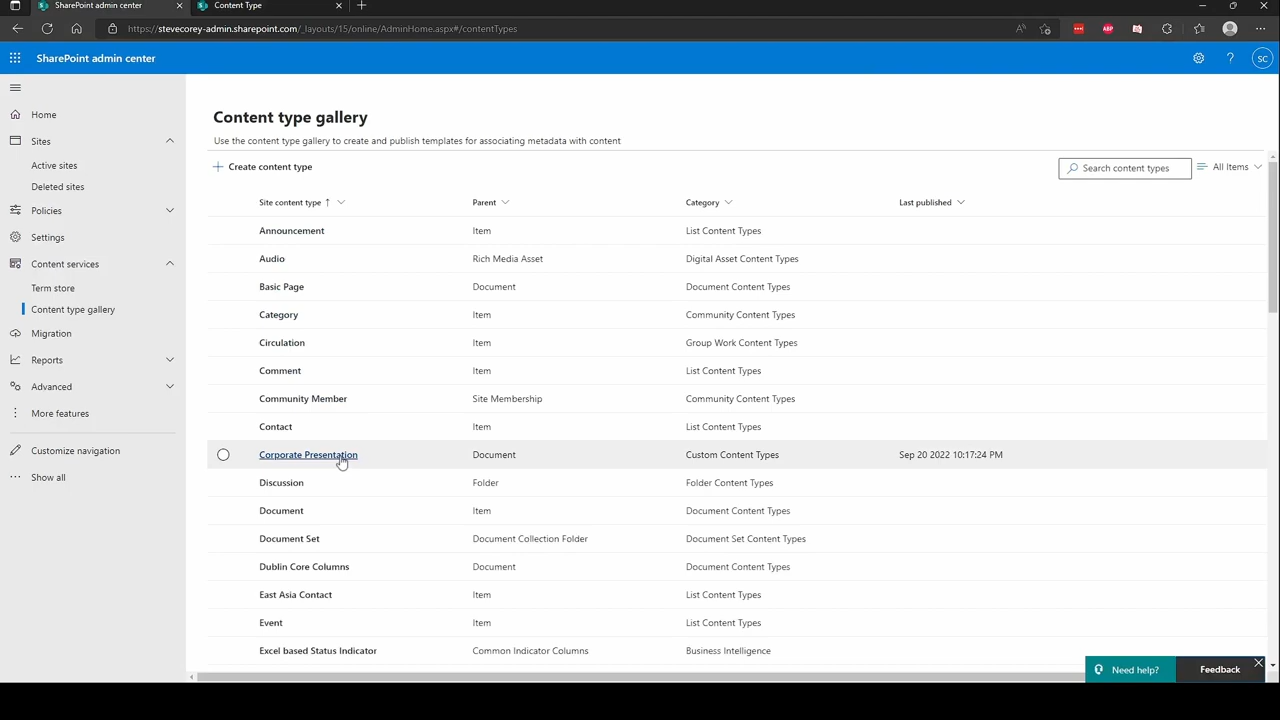 SharePoint admin center
Content Type
https://stevecorey-admin.sharepoint.com/_layouts/15/online/AdminHome.aspx#/contentTypes
SharePoint admin center
SC
Home
Sites
Active sites
Deleted sites
Policies
Settings
Content services
Term store
Content type gallery
Migration
Reports
Advanced
More features
Customize navigation
Show all
Content type gallery
Use the content type gallery to create and publish templates for associating metadata with content
Create content type
Search content types
All Items
Site content type Parent Category Last published
Announcement Item List Content Types
Audio Rich Media Asset Digital Asset Content Types
Basic Page Document Document Content Types
Category Item Community Content Types
Circulation Item Group Work Content Types
Comment Item List Content Types
Community Member Site Membership Community Content Types
Contact Item List Content Types
Corporate Presentation Document Custom Content Types Sep 20 2022 10:17:24 PM
Discussion Folder Folder Content Types
Document Item Document Content Types
Document Set Document Collection Folder Document Set Content Types
Dublin Core Columns Document Document Content Types
East Asia Contact Item List Content Types
Event Item List Content Types
Excel based Status Indicator Common Indicator Columns Business Intelligence
Need help?
Feedback